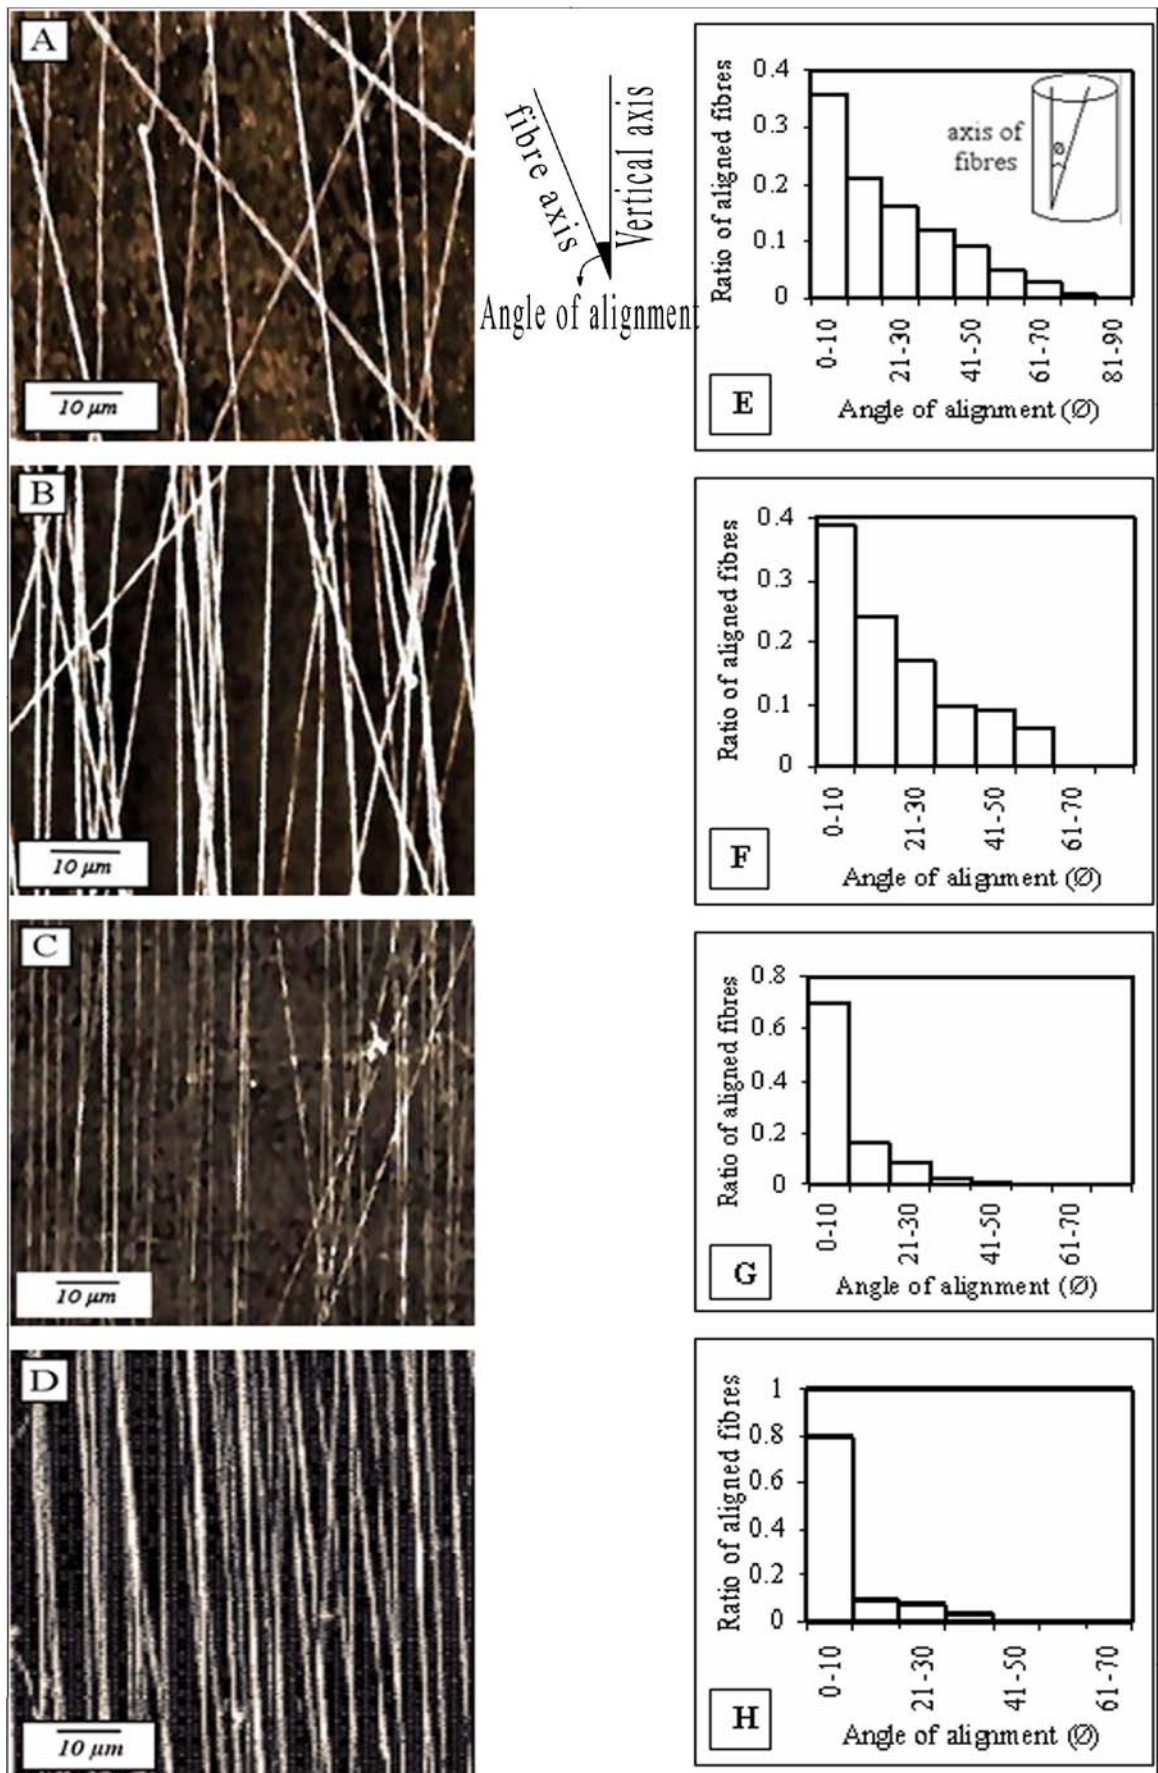 A
10 µm
fibre axis
Vertical axis
Angle of alignment
Ratio of aligned fibres
0.4
0.3
0.2
0.1
0
axis of
fibres
Ø
0-10
21-30
41-50
61-70
81-90
E
Angle of alignment (Ø)
B
10 µm
Ratio of aligned fibres
0.4
0.3
0.2
0.1
0
0-10
21-30
41-50
61-70
F
Angle of alignment (Ø)
C
10 µm
Ratio of aligned fibres
0.8
0.6
0.4
0.2
0
0-10
21-30
41-50
61-70
G
Angle of alignment (Ø)
D
10 µm
Ratio of aligned fibres
1
0.8
0.6
0.4
0.2
0
0-10
21-30
41-50
61-70
H
Angle of alignment (Ø)